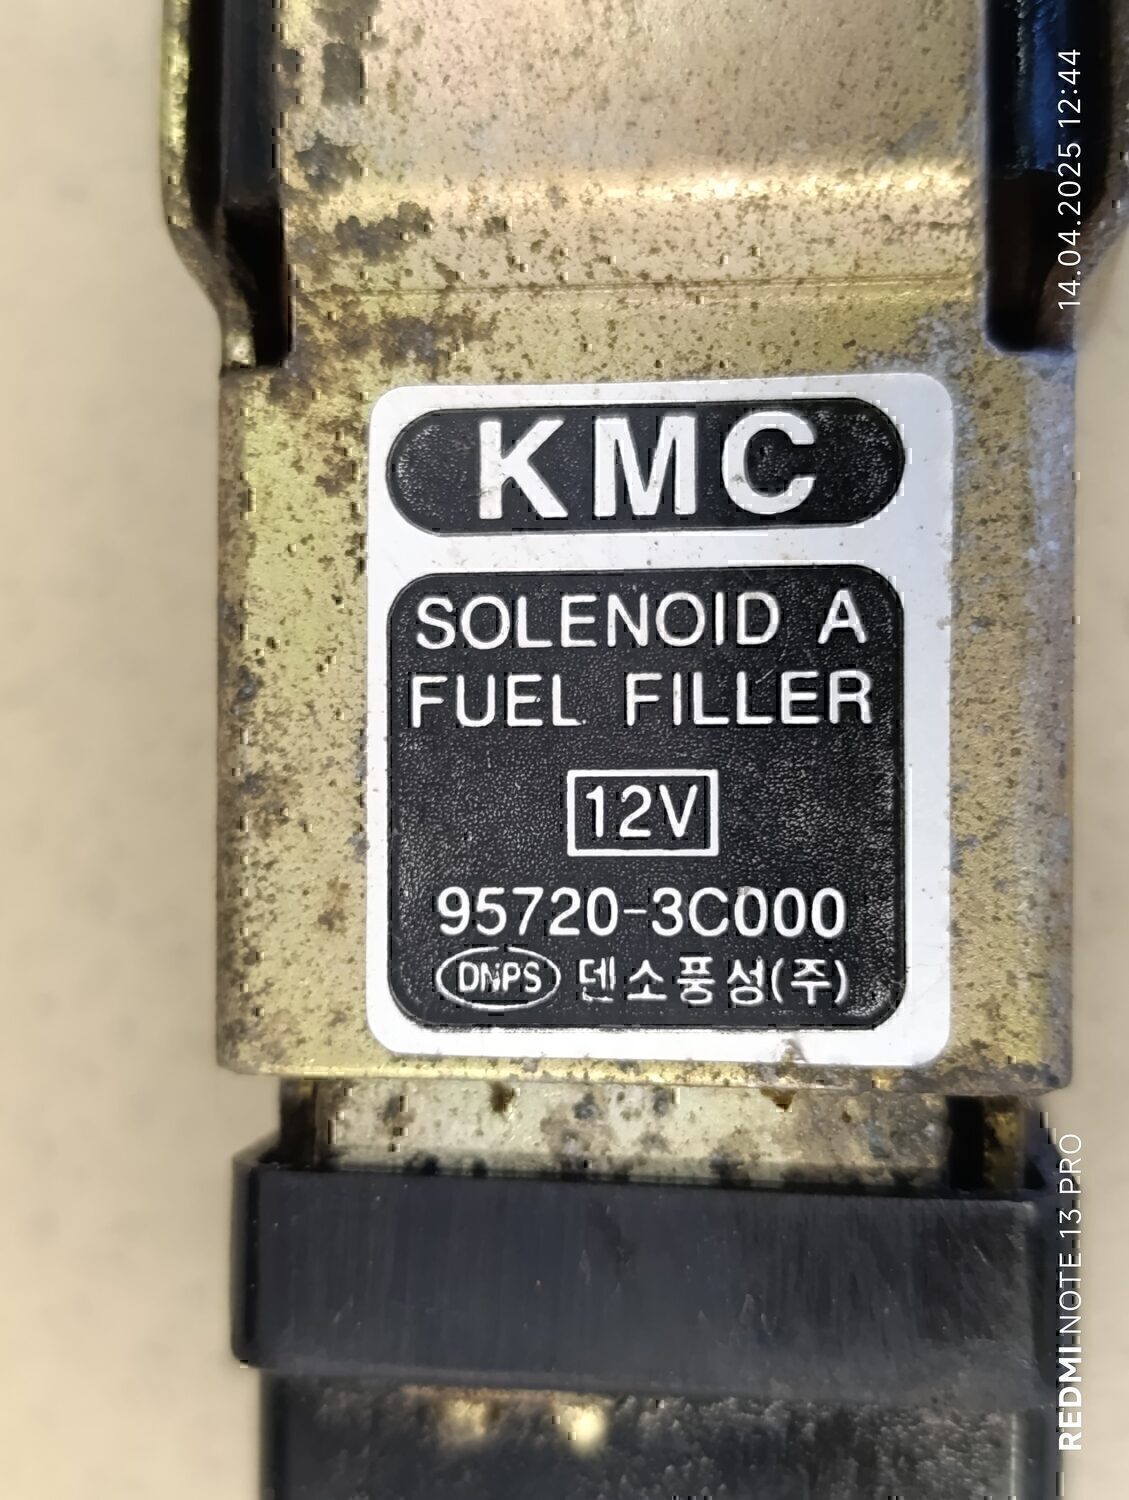 KMC
SOLENOID A
FUEL FILLER
12V
95720-3C000
DNPS 덴소풍성(주)
14.04.2025 12:44
REDMI NOTE 13 PRO